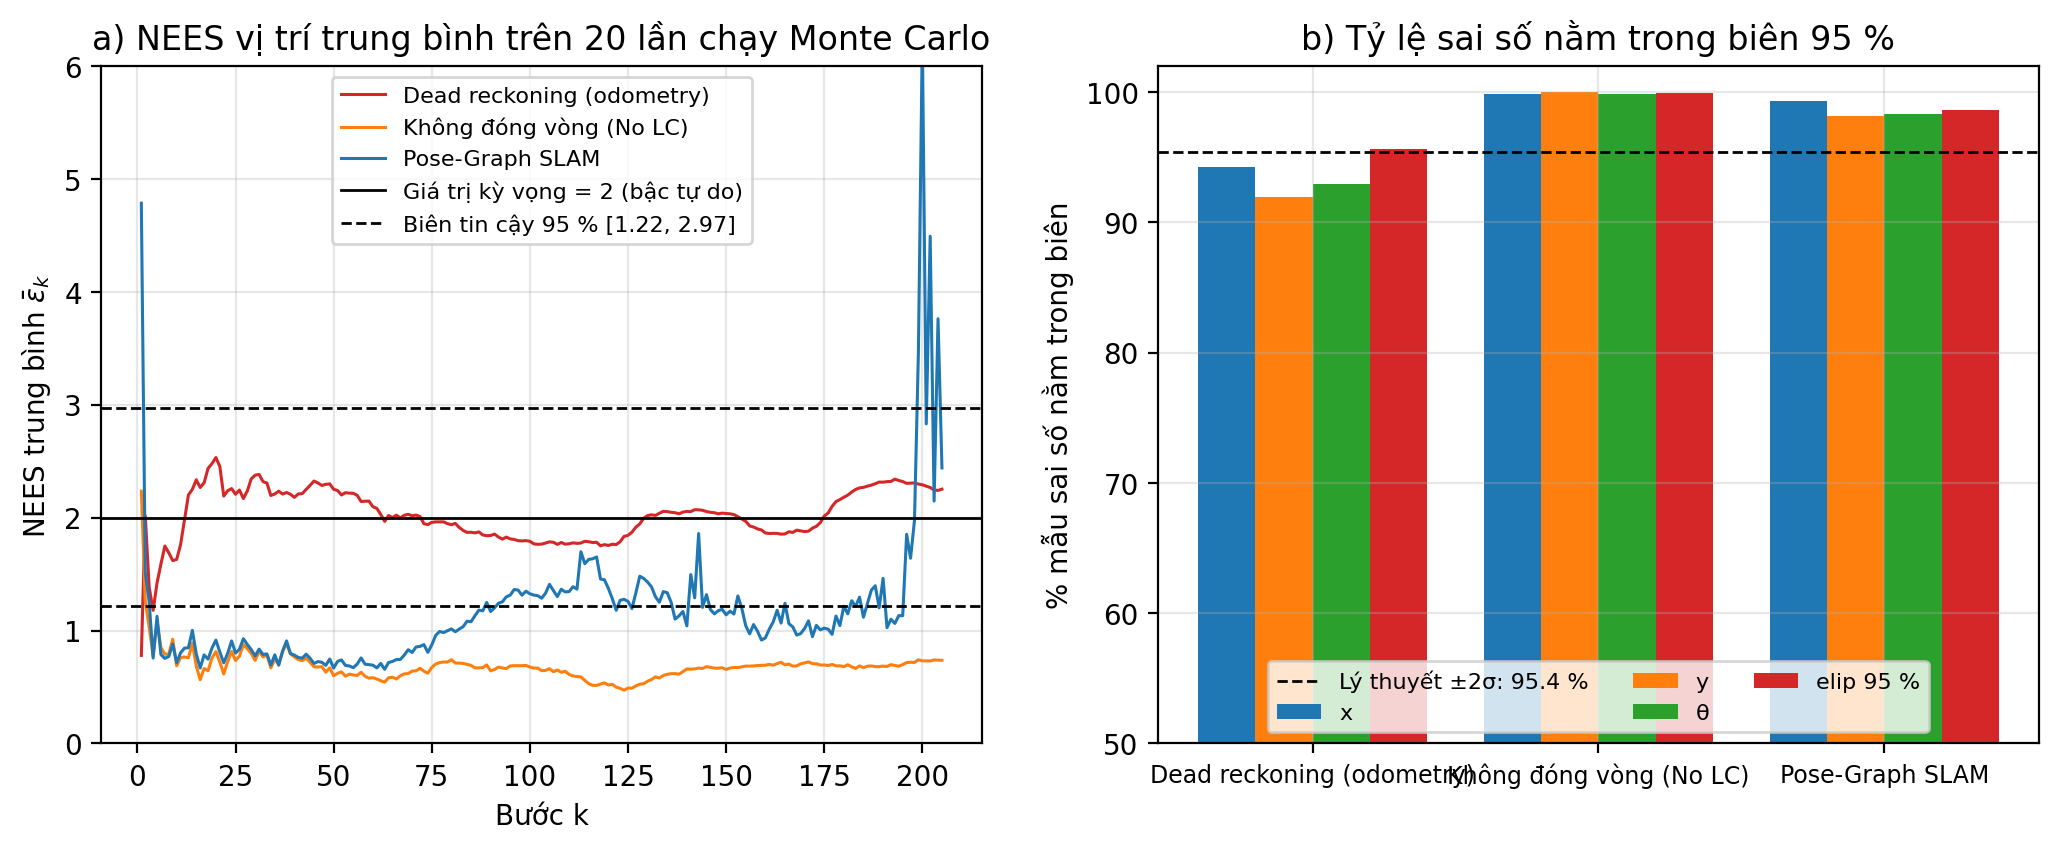 a) NEES vị trí trung bình trên 20 lần chạy Monte Carlo
6
5
4
3
2
1
0
NEES trung bình ε̄ₖ
Dead reckoning (odometry)
Không đóng vòng (No LC)
Pose-Graph SLAM
Giá trị kỳ vọng = 2 (bậc tự do)
Biên tin cậy 95 % [1.22, 2.97]
0 25 50 75 100 125 150 175 200
Bước k
b) Tỷ lệ sai số nằm trong biên 95 %
100
90
80
70
60
50
% mẫu sai số nằm trong biên
Lý thuyết ±2σ: 95.4 % y elip 95 %
x θ
Dead reckoning (odometry) Không đóng vòng (No LC) Pose-Graph SLAM